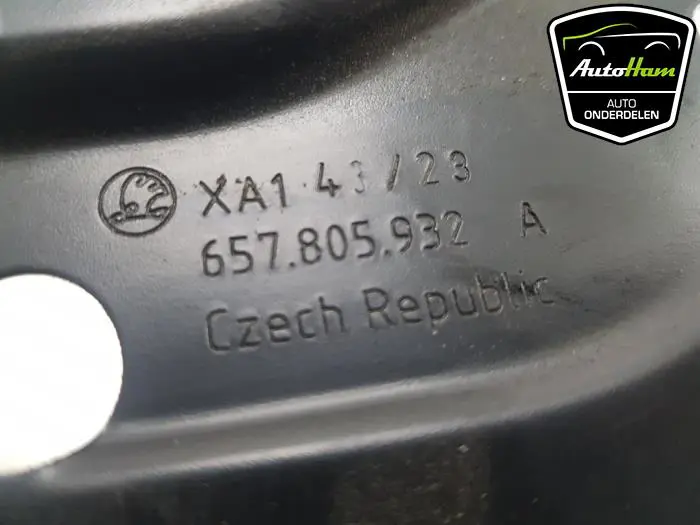 AutoHam
AUTO
ONDERDELEN
XA1 43/23
657.805.932 A
Czech Republic